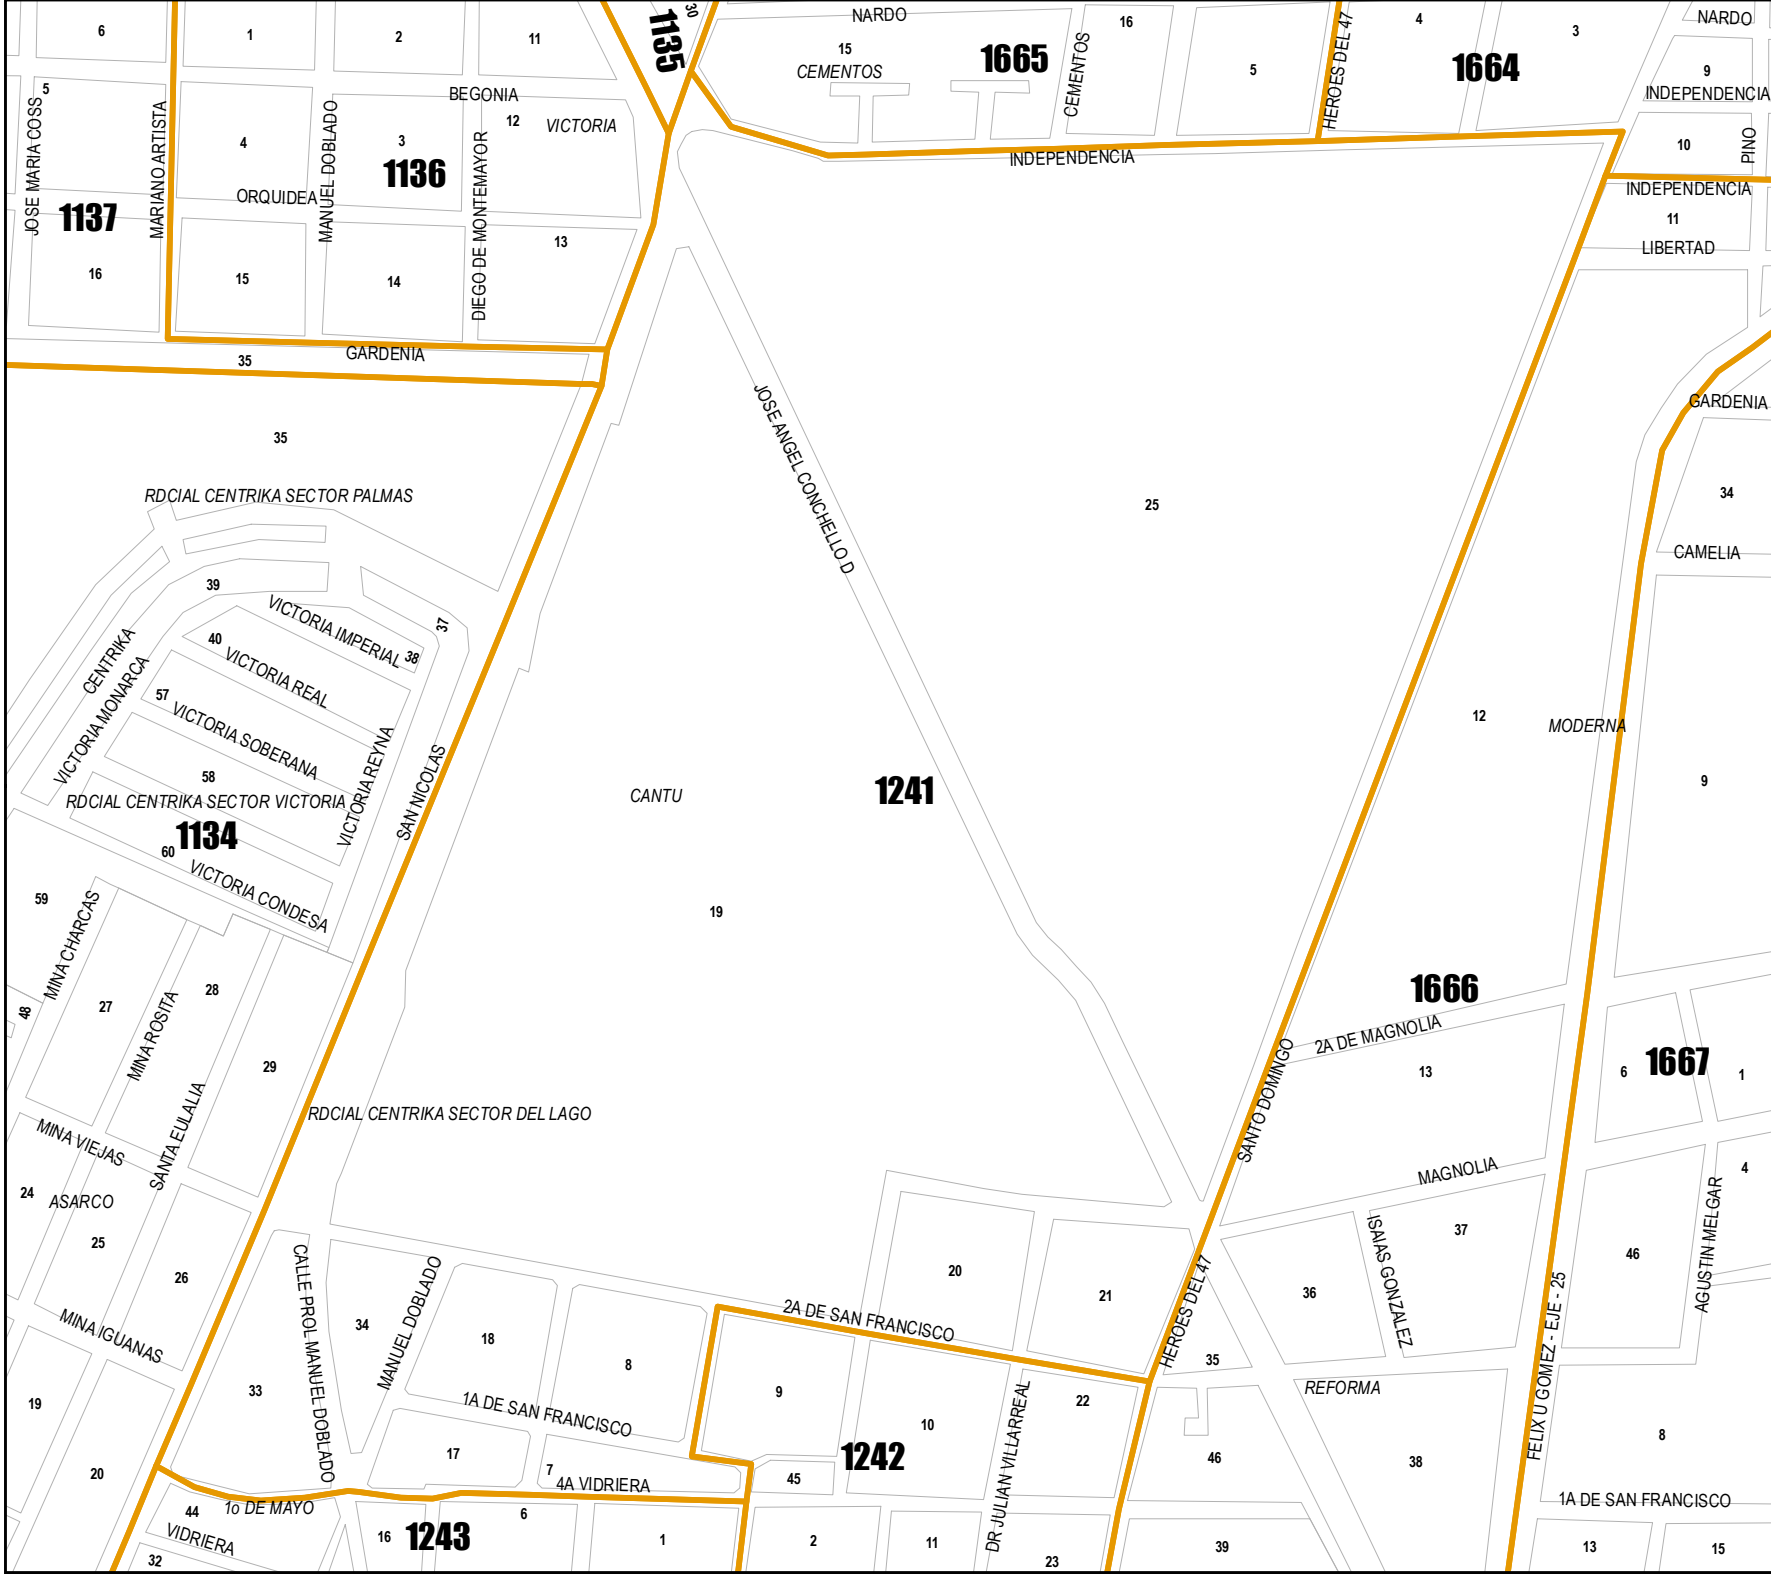 6
1
2
11
1135
30
NARDO
15
CEMENTOS
1665
CEMENTOS
16
5
HEROES DEL 47
4
1664
3
NARDO
9
INDEPENDENCIA
5
JOSE MARIA COSS
MARIANO ARTISTA
4
MANUEL DOBLADO
3
BEGONIA
12
VICTORIA
1136
ORQUIDEA
DIEGO DE MONTEMAYOR
INDEPENDENCIA
10
PINO
INDEPENDENCIA
11
LIBERTAD
1137
16
15
14
13
GARDENIA
35
35
RDCIAL CENTRIKA SECTOR PALMAS
JOSE ANGEL CONCHELLO D
25
GARDENIA
34
CAMELIA
39
VICTORIA IMPERIAL
37
38
40
VICTORIA REAL
CENTRIKA
VICTORIA MONARCA
57
VICTORIA SOBERANA
58
VICTORIA REYNA
SAN NICOLAS
RDCIAL CENTRIKA SECTOR VICTORIA
1134
60
VICTORIA CONDESA
CANTU
1241
12
MODERNA
9
59
MINA CHARCAS
19
48
27
MINA ROSITA
28
29
1666
2A DE MAGNOLIA
13
6
1667
1
SANTO DOMINGO
RDCIAL CENTRIKA SECTOR DEL LAGO
MINA VIEJAS
SANTA EULALIA
24
ASARCO
25
26
MAGNOLIA
4
37
ISAIAS GONZALEZ
46
AGUSTIN MELGAR
CALLE PROL MANUEL DOBLADO
MANUEL DOBLADO
20
21
HEROES DEL 47
36
FELIX U GOMEZ - EJE - 25
MINA IGUANAS
34
18
8
2A DE SAN FRANCISCO
35
REFORMA
19
33
1A DE SAN FRANCISCO
9
10
22
DR JULIAN VILLARREAL
8
20
17
7
4A VIDRIERA
45
1242
46
38
44
1o DE MAYO
VIDRIERA
32
16
1243
6
1
2
11
23
39
1A DE SAN FRANCISCO
13
15